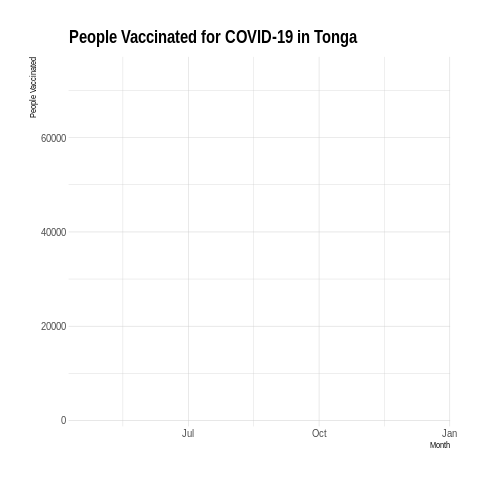 People Vaccinated for COVID-19 in Tonga
People Vaccinated
60000
40000
20000
0
Jul Oct Jan
Month